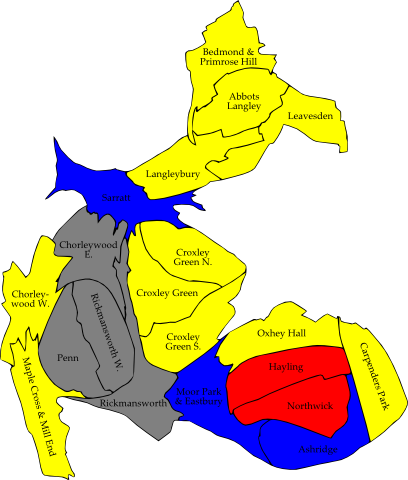 Bedmond &
Primrose Hill
Abbots
Langley
Leavesden
Langleybury
Sarratt
Chorleywood
E.
Croxley
Green N.
Chorley-
wood W.
Croxley Green
Rickmansworth W.
Croxley
Green S.
Oxhey Hall
Carpenders Park
Penn
Hayling
Maple Cross & Mill End
Moor Park
& Eastbury
Rickmansworth
Northwick
Ashridge